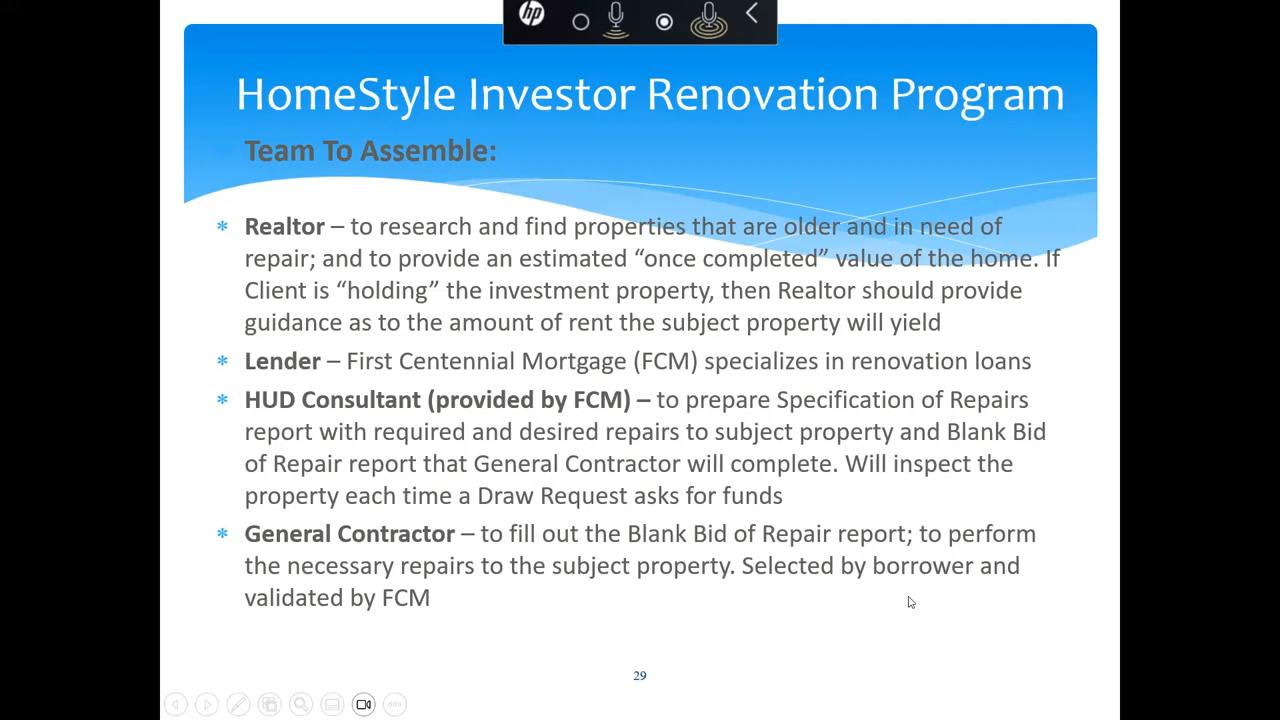 hp
HomeStyle Investor Renovation Program
Team To Assemble:
* Realtor – to research and find properties that are older and in need of
repair; and to provide an estimated “once completed” value of the home. If
Client is “holding” the investment property, then Realtor should provide
guidance as to the amount of rent the subject property will yield
* Lender – First Centennial Mortgage (FCM) specializes in renovation loans
* HUD Consultant (provided by FCM) – to prepare Specification of Repairs
report with required and desired repairs to subject property and Blank Bid
of Repair report that General Contractor will complete. Will inspect the
property each time a Draw Request asks for funds
* General Contractor – to fill out the Blank Bid of Repair report; to perform
the necessary repairs to the subject property. Selected by borrower and
validated by FCM
29